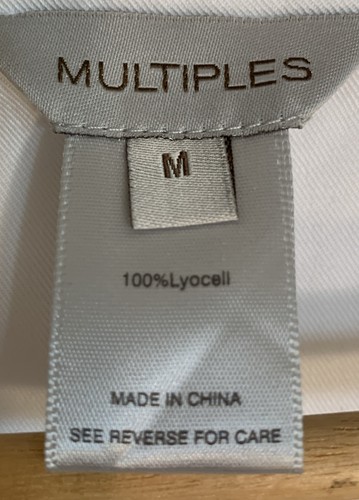 MULTIPLES
M
100%Lyocell
MADE IN CHINA
SEE REVERSE FOR CARE